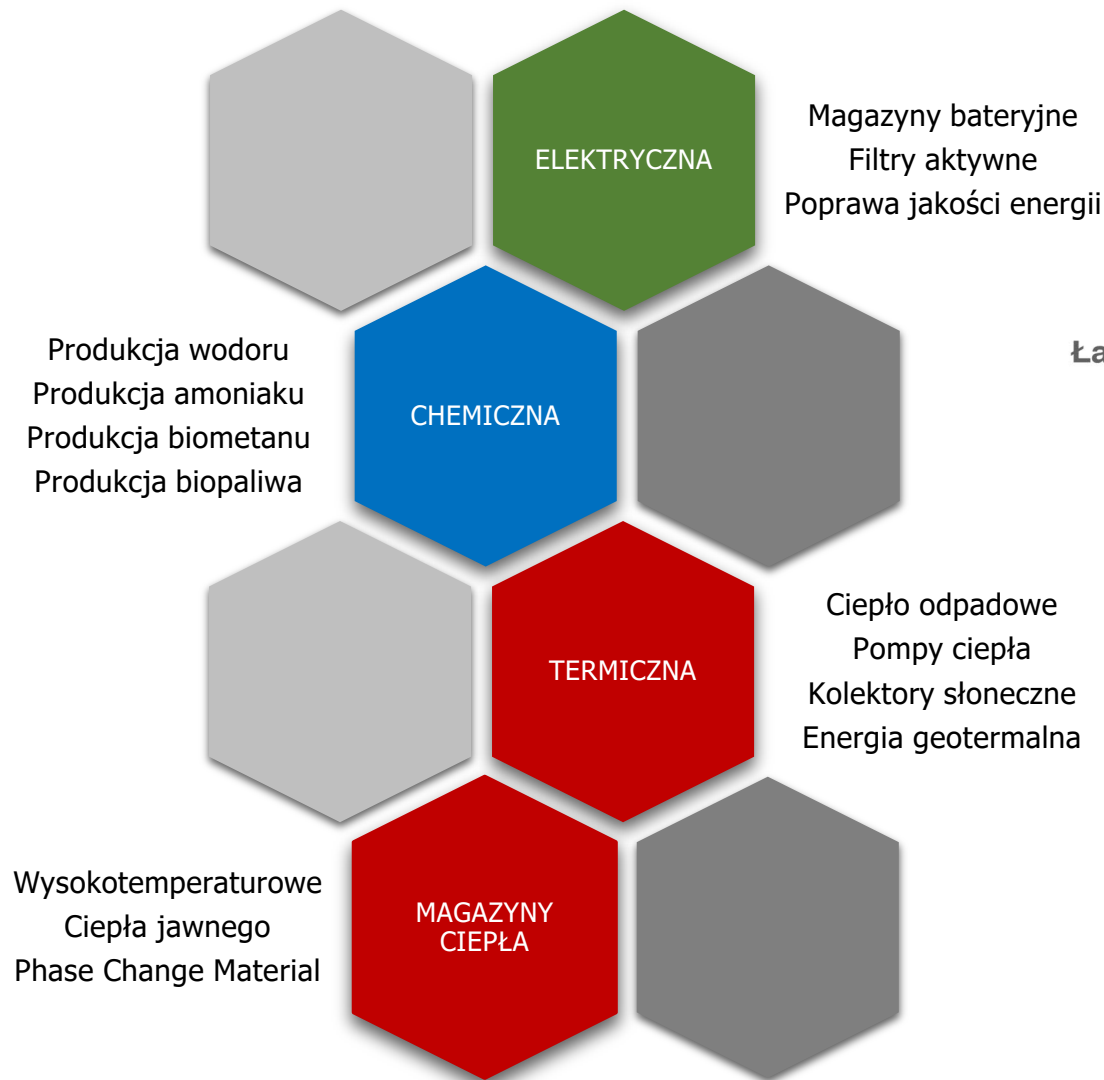 ELEKTRYCZNA
Magazyny bateryjne
Filtry aktywne
Poprawa jakości energii
Produkcja wodoru
Produkcja amoniaku
Produkcja biometanu
Produkcja biopaliwa
CHEMICZNA
TERMICZNA
Ciepło odpadowe
Pompy ciepła
Kolektory słoneczne
Energia geotermalna
Wysokotemperaturowe
Ciepła jawnego
Phase Change Material
MAGAZYNY
CIEPŁA